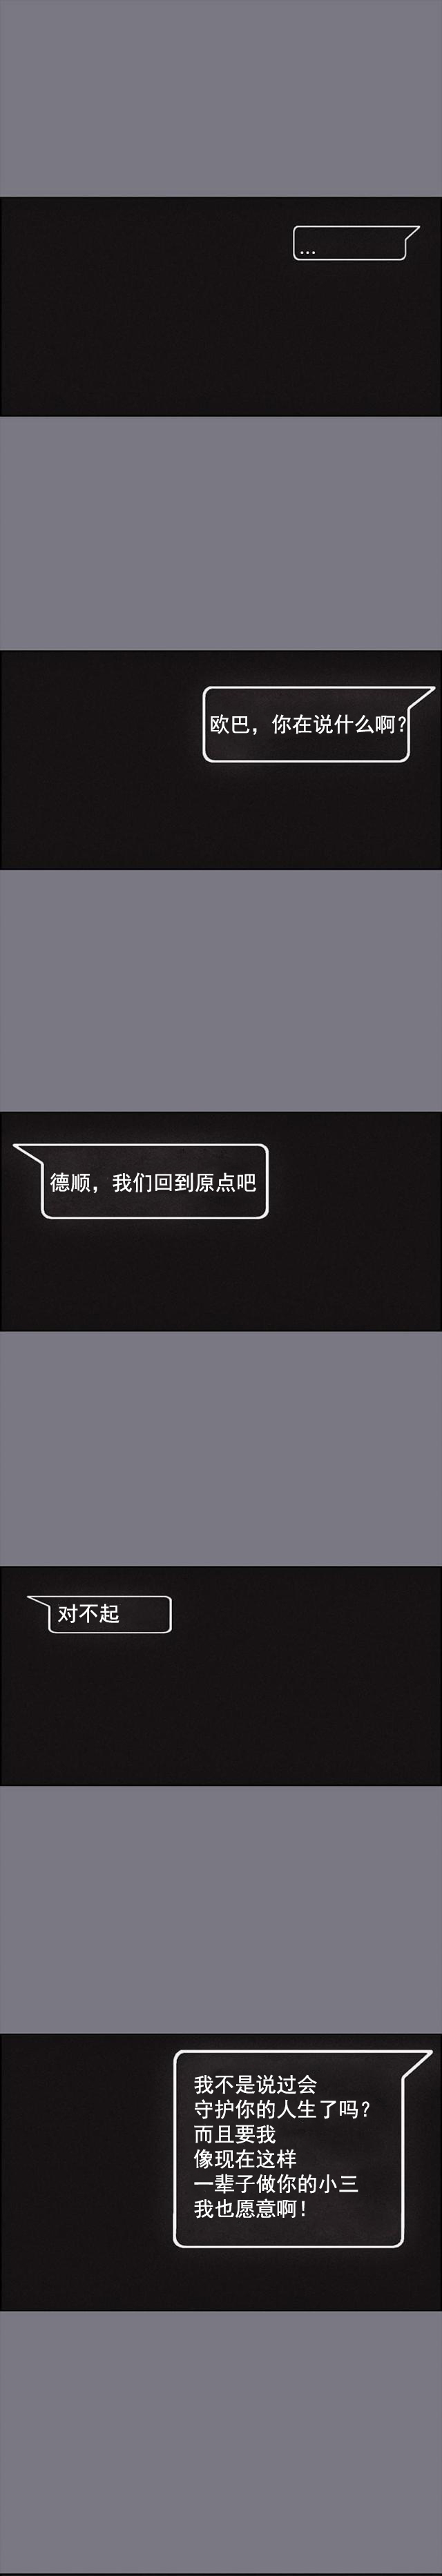 ...
欧巴，你在说什么啊？
德顺，我们回到原点吧
对不起
我不是说过会
守护你的人生了吗？
而且要我
像现在这样
一辈子做你的小三
我也愿意啊！